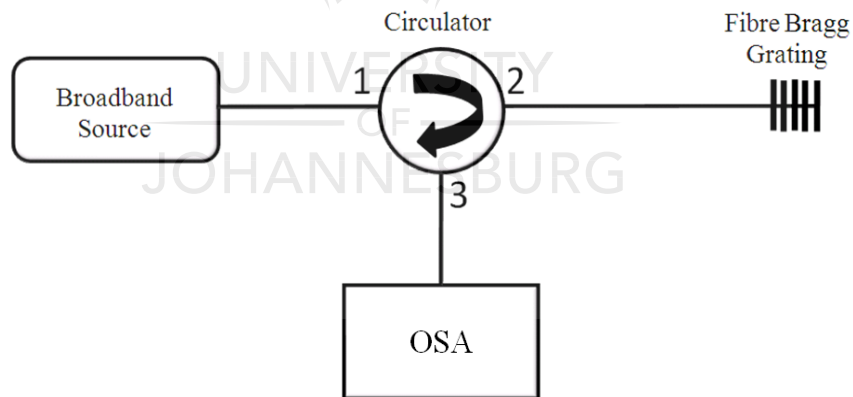 Circulator
Fibre Bragg
Grating
Broadband
Source
1
2
3
OSA
UNIVERSITY
OF
JOHANNESBURG